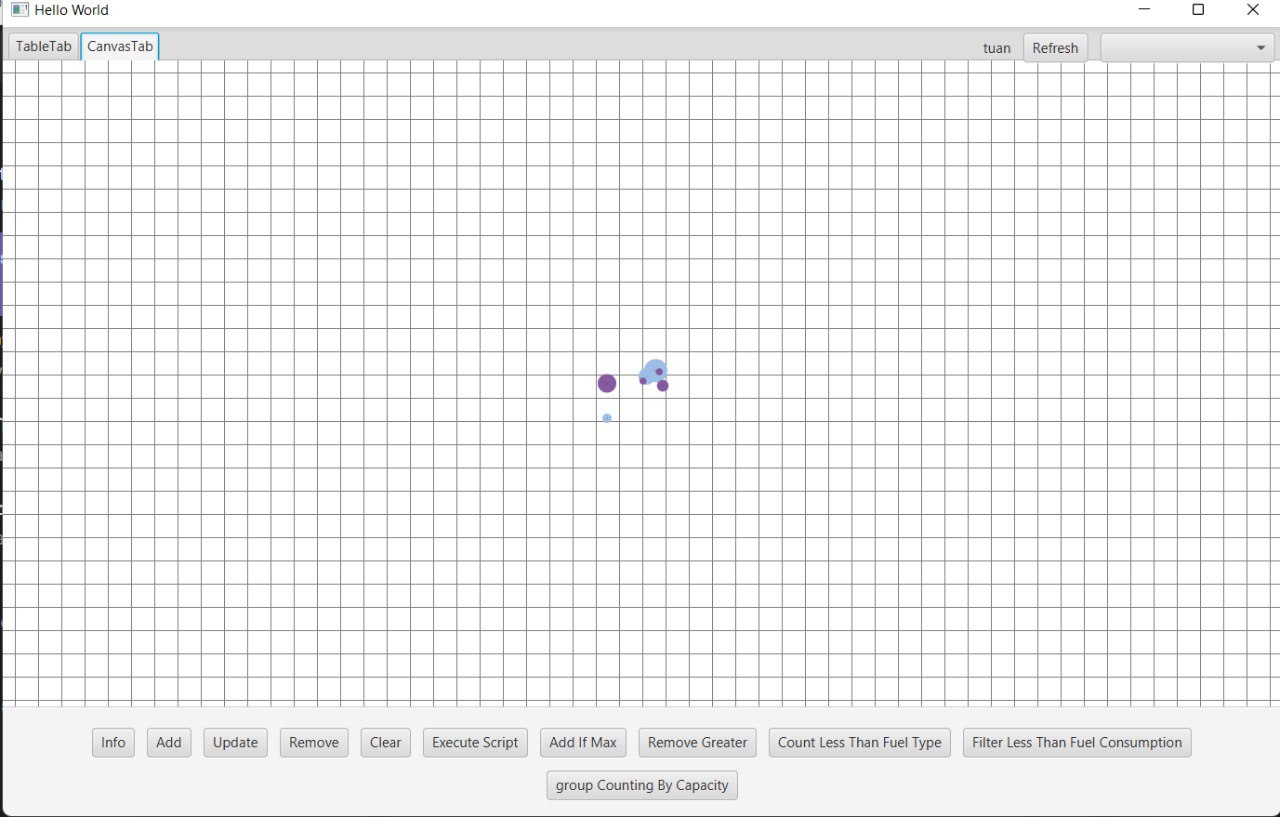 Hello World
TableTab CanvasTab tuan Refresh
Info Add Update Remove Clear Execute Script Add If Max Remove Greater Count Less Than Fuel Type Filter Less Than Fuel Consumption
group Counting By Capacity